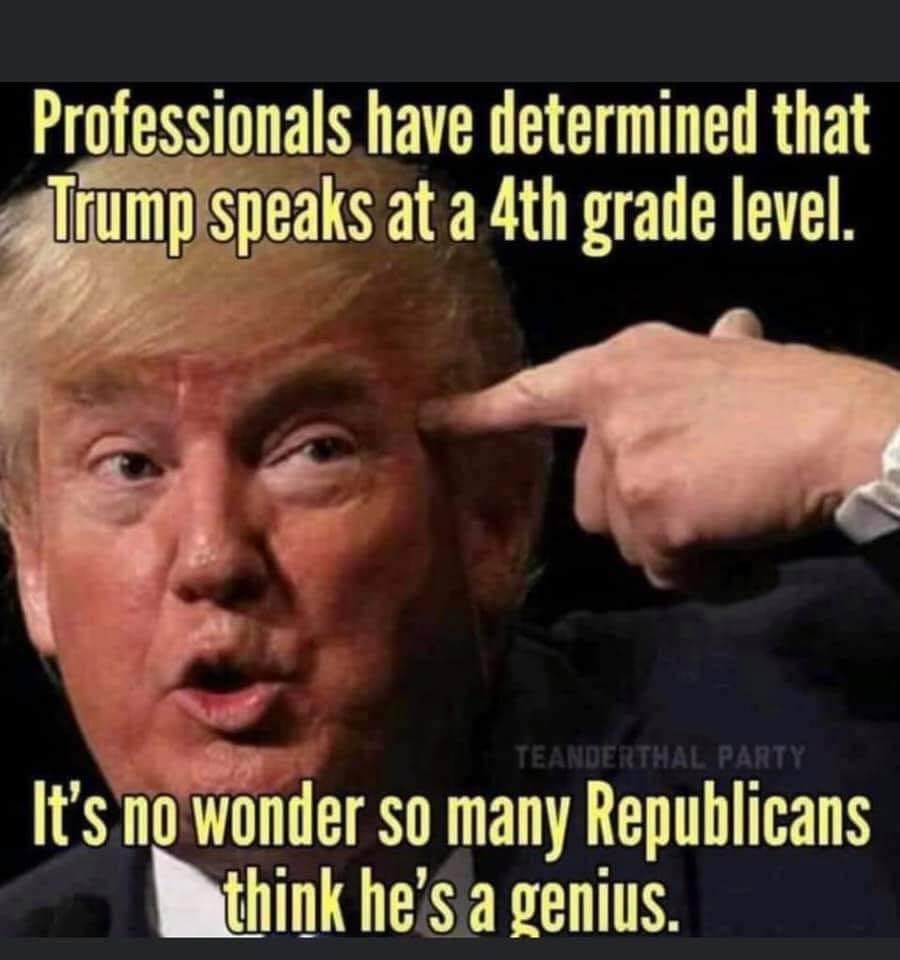 Professionals have determined that
Trump speaks at a 4th grade level.
TEANDERTHAL PARTY
It's no wonder so many Republicans
think he's a genius.